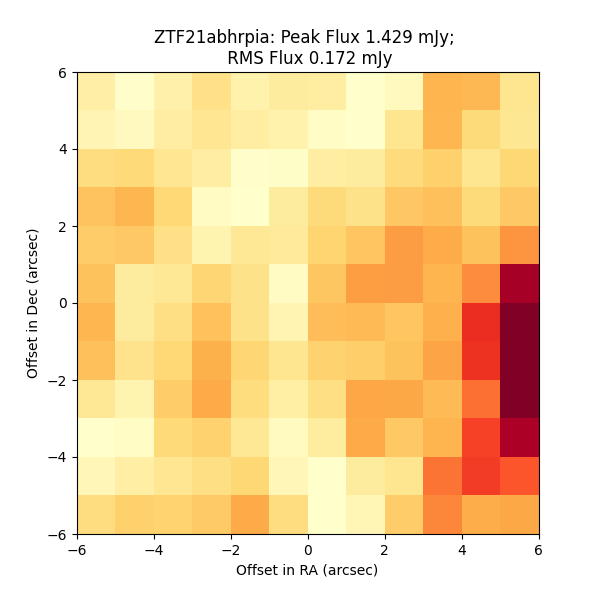 ZTF21abhrpia: Peak Flux 1.429 mJy;
RMS Flux 0.172 mJy
6
4
2
0
−2
−4
−6
Offset in Dec (arcsec)
−6 −4 −2 0 2 4 6
Offset in RA (arcsec)